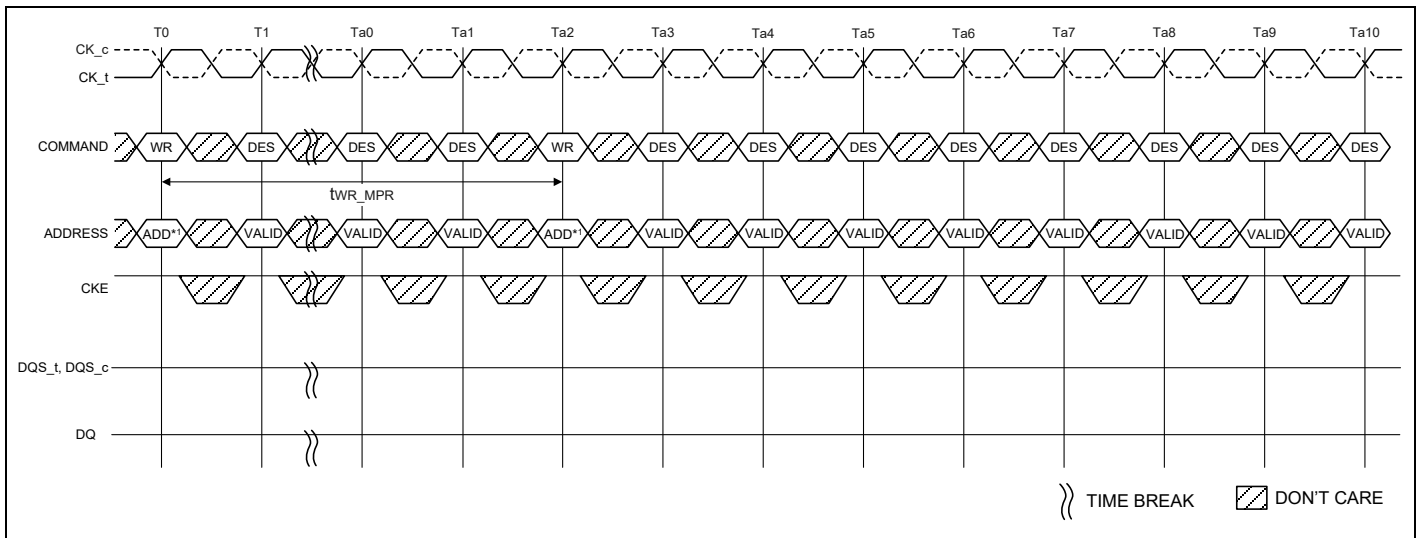 T0 T1 Ta0 Ta1 Ta2 Ta3 Ta4 Ta5 Ta6 Ta7 Ta8 Ta9 Ta10
CK_c
CK_t
COMMAND WR DES DES DES WR DES DES DES DES DES DES DES DES
tWR_MPR
ADDRESS ADD*1 VALID VALID VALID ADD*1 VALID VALID VALID VALID VALID VALID VALID VALID
CKE
DQS_t, DQS_c
DQ
TIME BREAK DON'T CARE